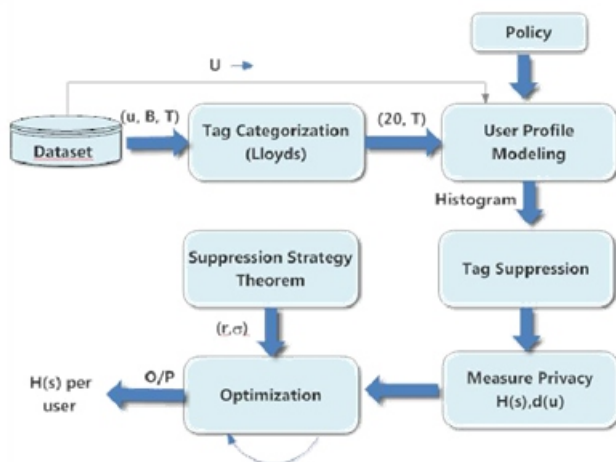 Policy
U
(u, B, T)
(20, T)
Dataset
Tag Categorization
(Lloyds)
User Profile
Modeling
Histogram
Suppression Strategy
Theorem
Tag Suppression
(r,σ)
H(s) per
user
O/P
Optimization
Measure Privacy
H(s),d(u)